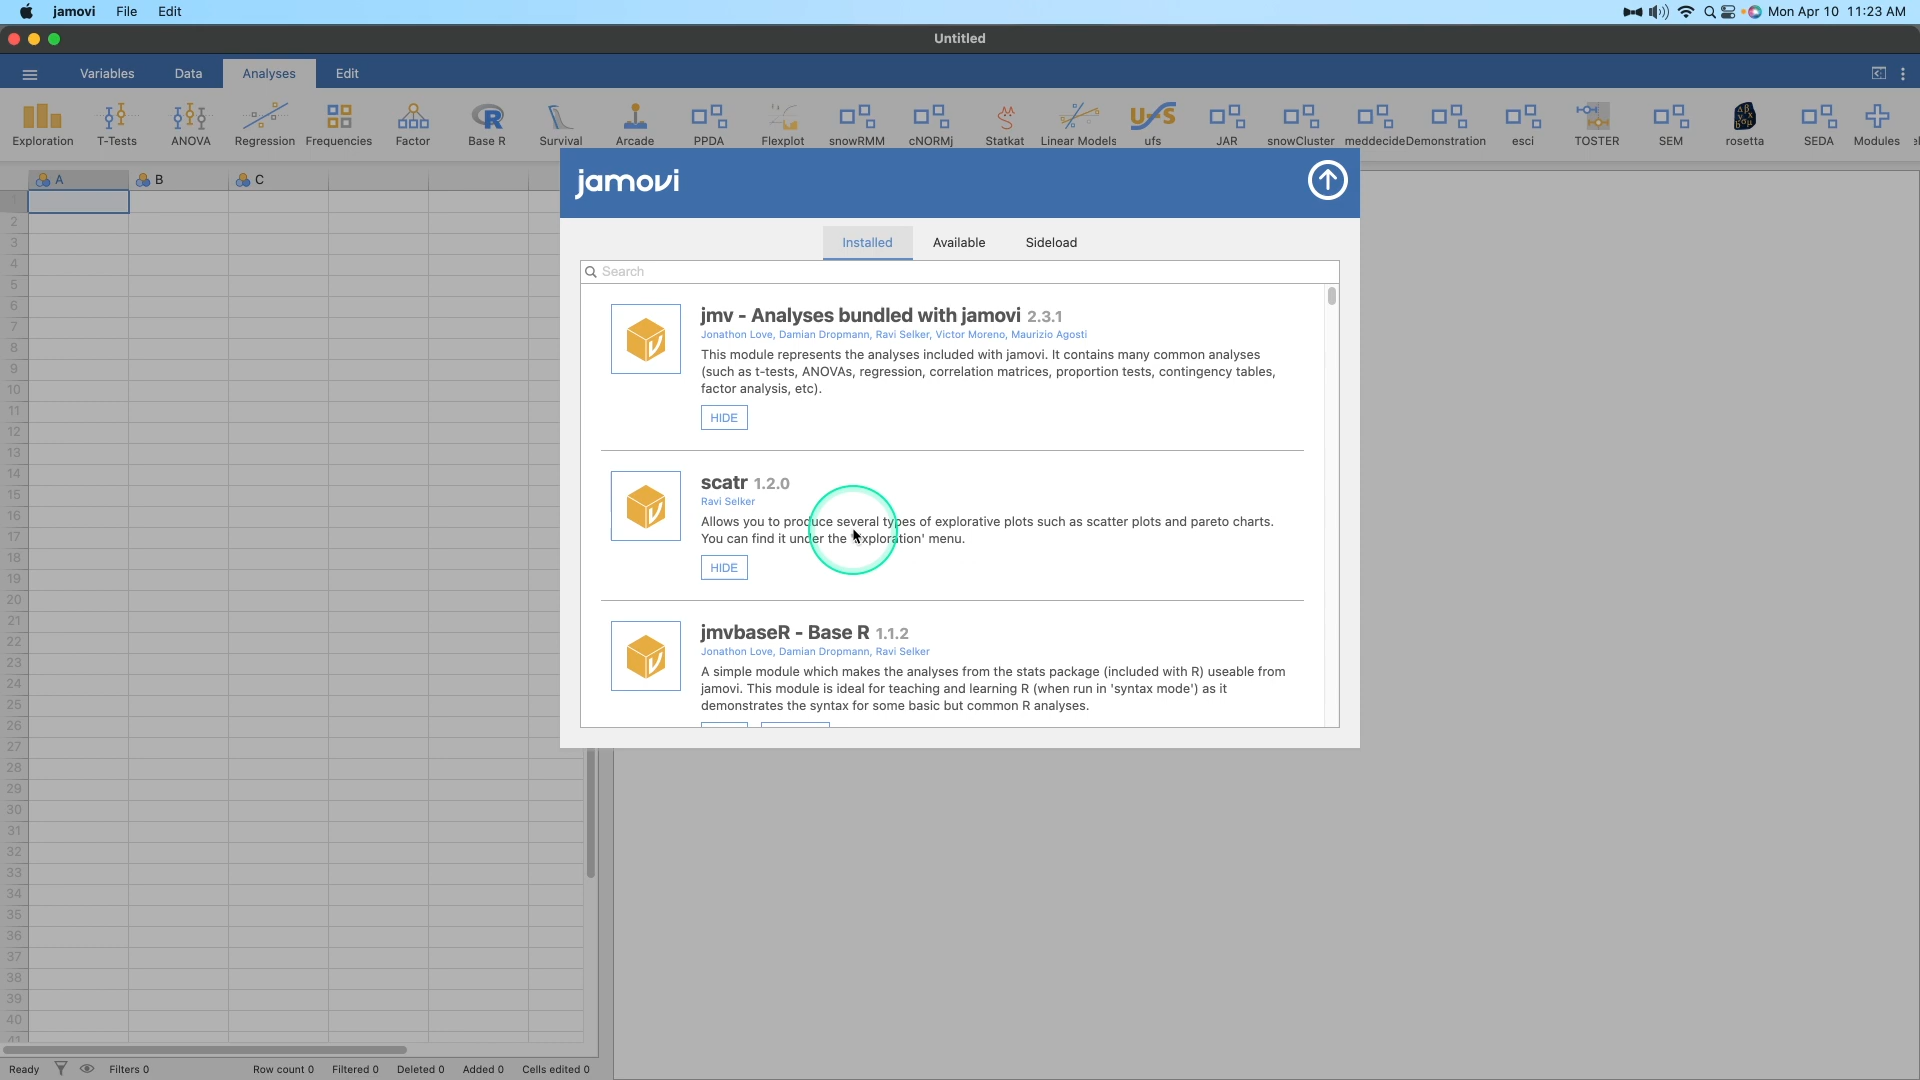 jamovi File Edit Mon Apr 10 11:23 AM
Untitled
Variables Data Analyses Edit
Exploration T-Tests ANOVA Regression Frequencies Factor Base R Survival Arcade PPDA Flexplot snowRMM cNORMj Statkat Linear Models ufs JAR snowCluster meddecide Demonstration esci TOSTER SEM rosetta SEDA Modules
A B C
jamovi
Installed Available Sideload
Search
jmv - Analyses bundled with jamovi 2.3.1
Jonathon Love, Damian Dropmann, Ravi Selker, Victor Moreno, Maurizio Agosti
This module represents the analyses included with jamovi. It contains many common analyses
(such as t-tests, ANOVAs, regression, correlation matrices, proportion tests, contingency tables,
factor analysis, etc).
HIDE
scatr 1.2.0
Ravi Selker
Allows you to produce several types of explorative plots such as scatter plots and pareto charts.
You can find it under the 'Exploration' menu.
HIDE
jmvbaseR - Base R 1.1.2
Jonathon Love, Damian Dropmann, Ravi Selker
A simple module which makes the analyses from the stats package (included with R) useable from
jamovi. This module is ideal for teaching and learning R (when run in 'syntax mode') as it
demonstrates the syntax for some basic but common R analyses.
1
2
3
4
5
6
7
8
9
10
11
12
13
14
15
16
17
18
19
20
21
22
23
24
25
26
27
28
29
30
31
32
33
34
35
36
37
38
39
40
41
Ready Filters 0 Row count 0 Filtered 0 Deleted 0 Added 0 Cells edited 0